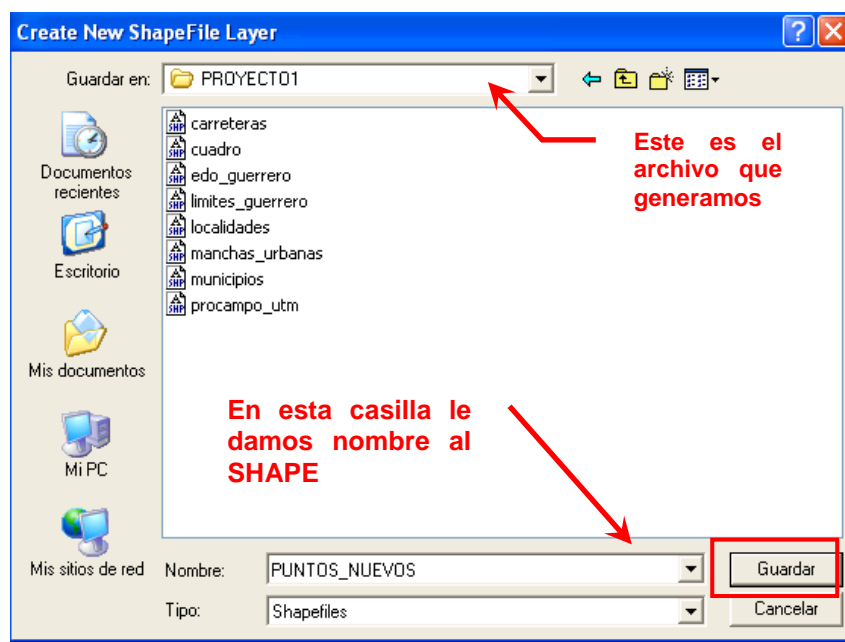 Create New ShapeFile Layer
Guardar en:
PROYECTO1
Este es el
archivo que
generamos
Documentos
recientes
Escritorio
Mis documentos
Mi PC
Mis sitios de red
carreteras
cuadro
edo_guerrero
limites_guerrero
localidades
manchas_urbanas
municipios
procampo_utm
En esta casilla le
damos nombre al
SHAPE
Nombre:
PUNTOS_NUEVOS
Guardar
Tipo:
Shapefiles
Cancelar